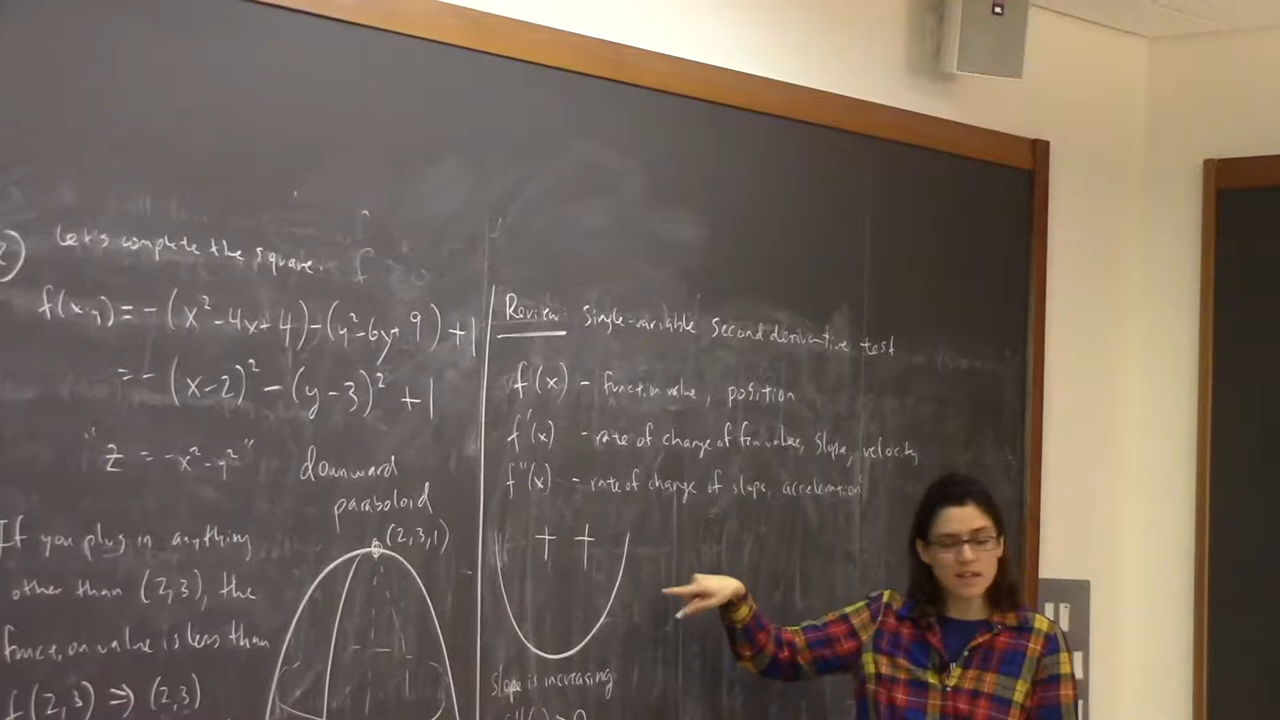 2) Let's complete the square.
f(x,y) = -(x²-4x+4)-(y²-6y+9)+1
= -(x-2)² - (y-3)² + 1
"z = -x²-y²"
downward
paraboloid
(2,3,1)
If you plug in anything
other than (2,3), the
function value is less than
f(2,3) ⇒ (2,3)
Review: Single-variable Second derivative test
f(x) - function value, position
f'(x) - rate of change of fcn value, slope, velocity
f"(x) - rate of change of slope, acceleration
+ +
slope is increasing